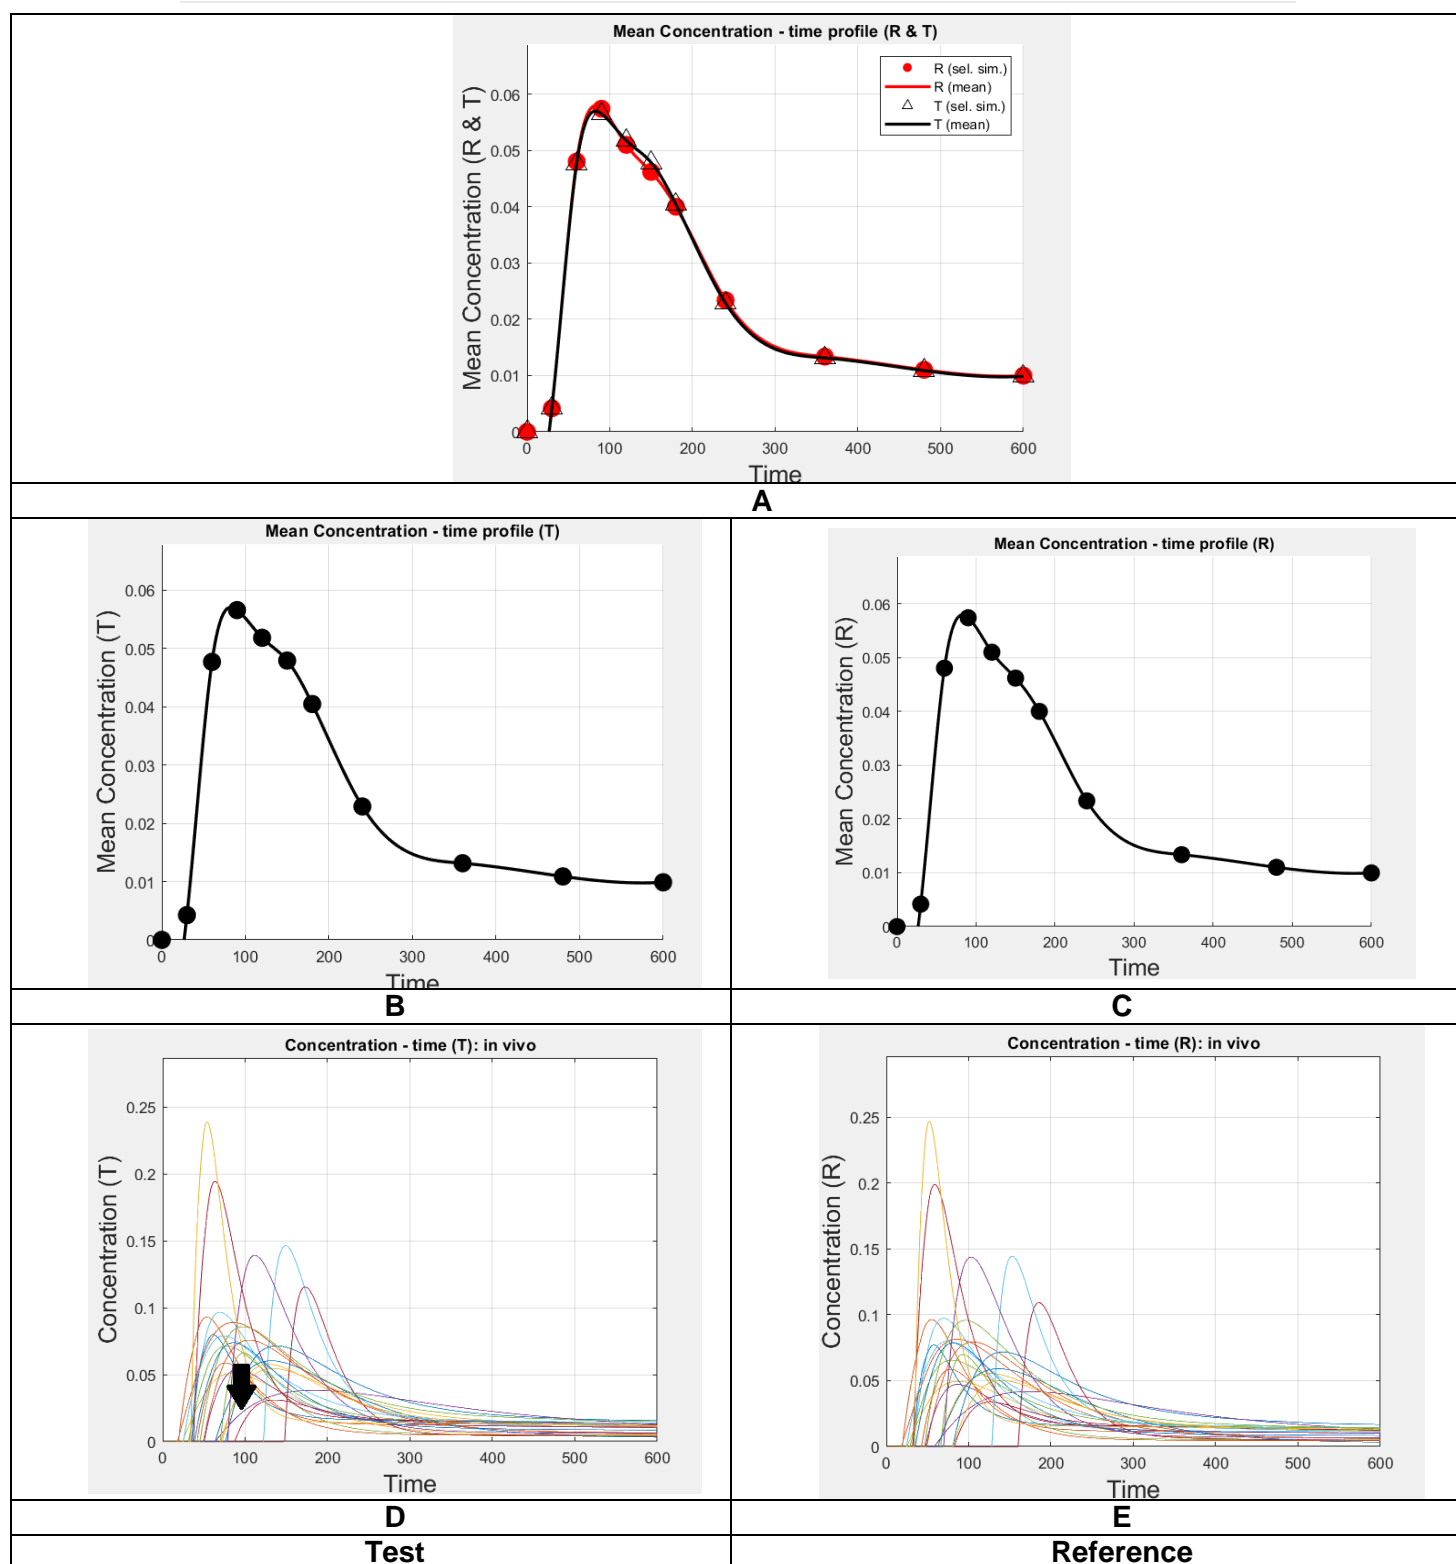 Mean Concentration - time profile (R & T)
Mean Concentration (R & T)
R (sel. sim.)
R (mean)
T (sel. sim.)
T (mean)
0.06
0.05
0.04
0.03
0.02
0.01
0
0 100 200 300 400 500 600
Time
A
Mean Concentration - time profile (T)
Mean Concentration (T)
0.06
0.05
0.04
0.03
0.02
0.01
0
0 100 200 300 400 500 600
Time
B
Mean Concentration - time profile (R)
Mean Concentration (R)
0.06
0.05
0.04
0.03
0.02
0.01
0
0 100 200 300 400 500 600
Time
C
Concentration - time (T): in vivo
Concentration (T)
0.25
0.2
0.15
0.1
0.05
0
0 100 200 300 400 500 600
Time
D
Concentration - time (R): in vivo
Concentration (R)
0.25
0.2
0.15
0.1
0.05
0
0 100 200 300 400 500 600
Time
E
Test
Reference